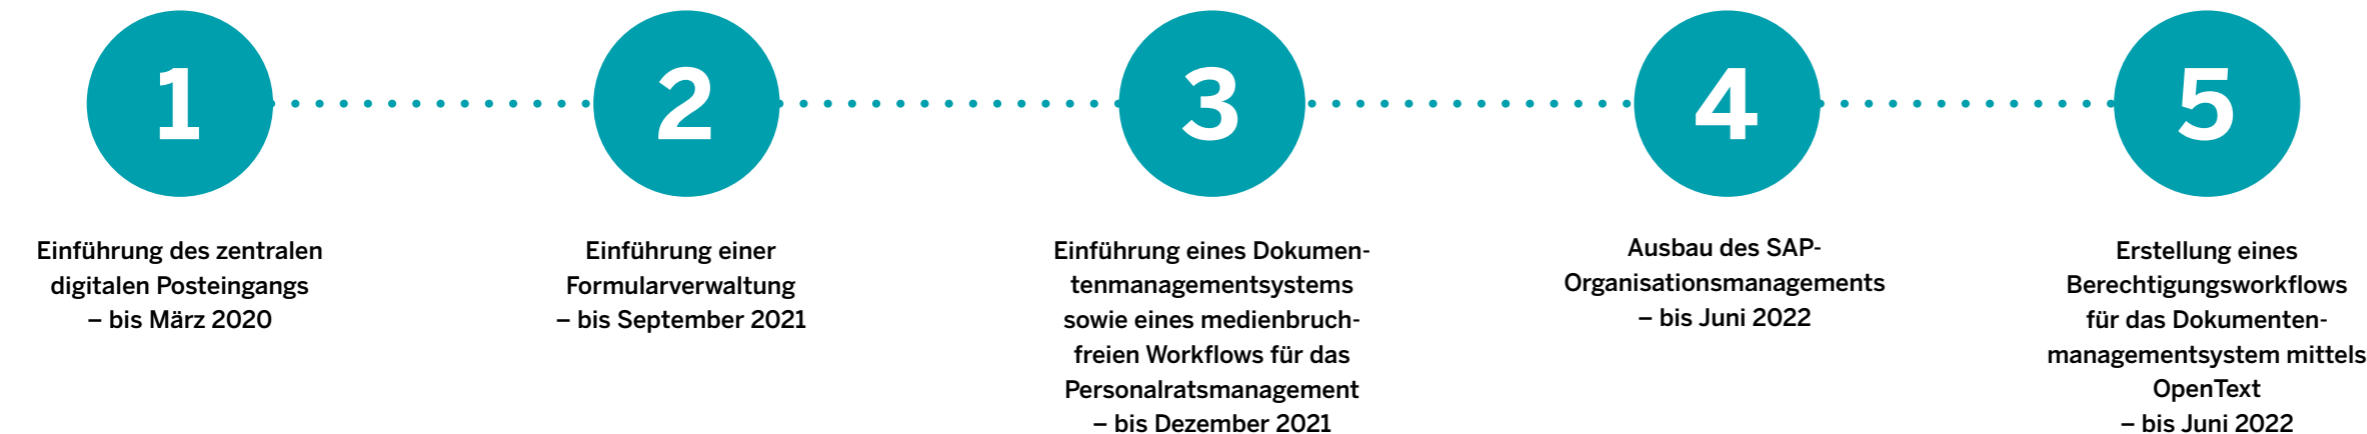 1
Einführung des zentralen
digitalen Posteingangs
– bis März 2020
2
Einführung einer
Formularverwaltung
– bis September 2021
3
Einführung eines Dokumen-
tenmanagementsystems
sowie eines medienbruch-
freien Workflows für das
Personalratsmanagement
– bis Dezember 2021
4
Ausbau des SAP-
Organisationsmanagements
– bis Juni 2022
5
Erstellung eines
Berechtigungsworkflows
für das Dokumenten-
managementsystem mittels
OpenText
– bis Juni 2022